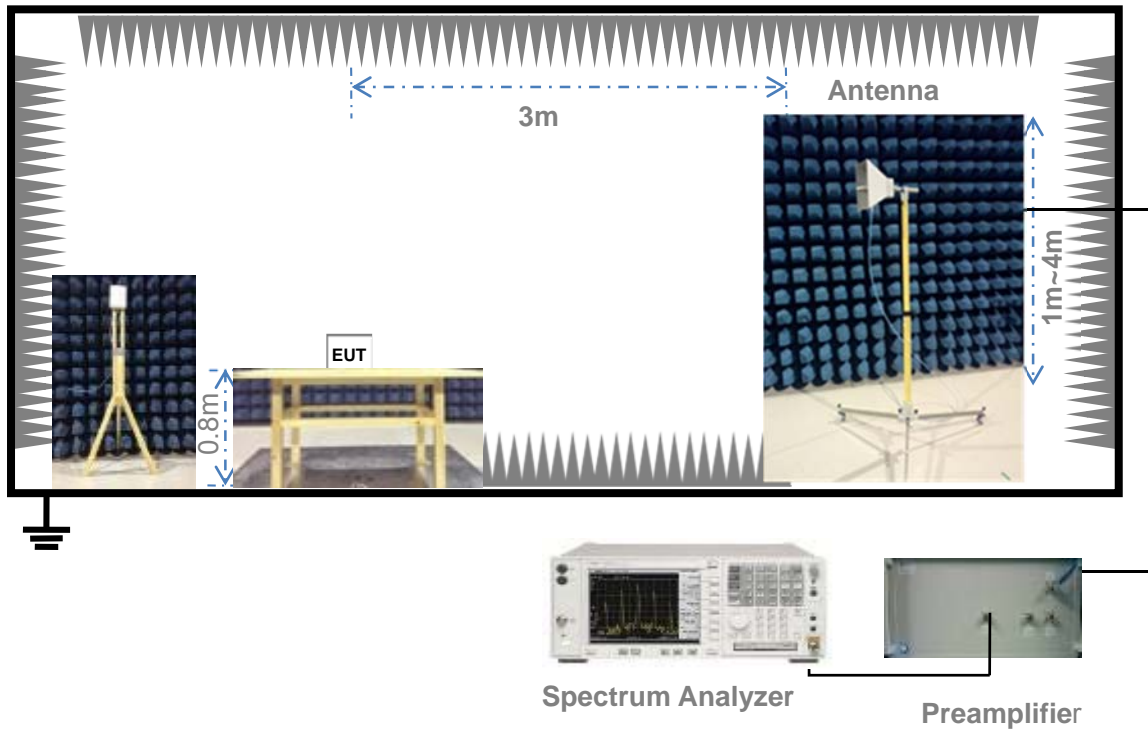 Antenna
3m
1m~4m
EUT
0.8m
Spectrum Analyzer
Preamplifier